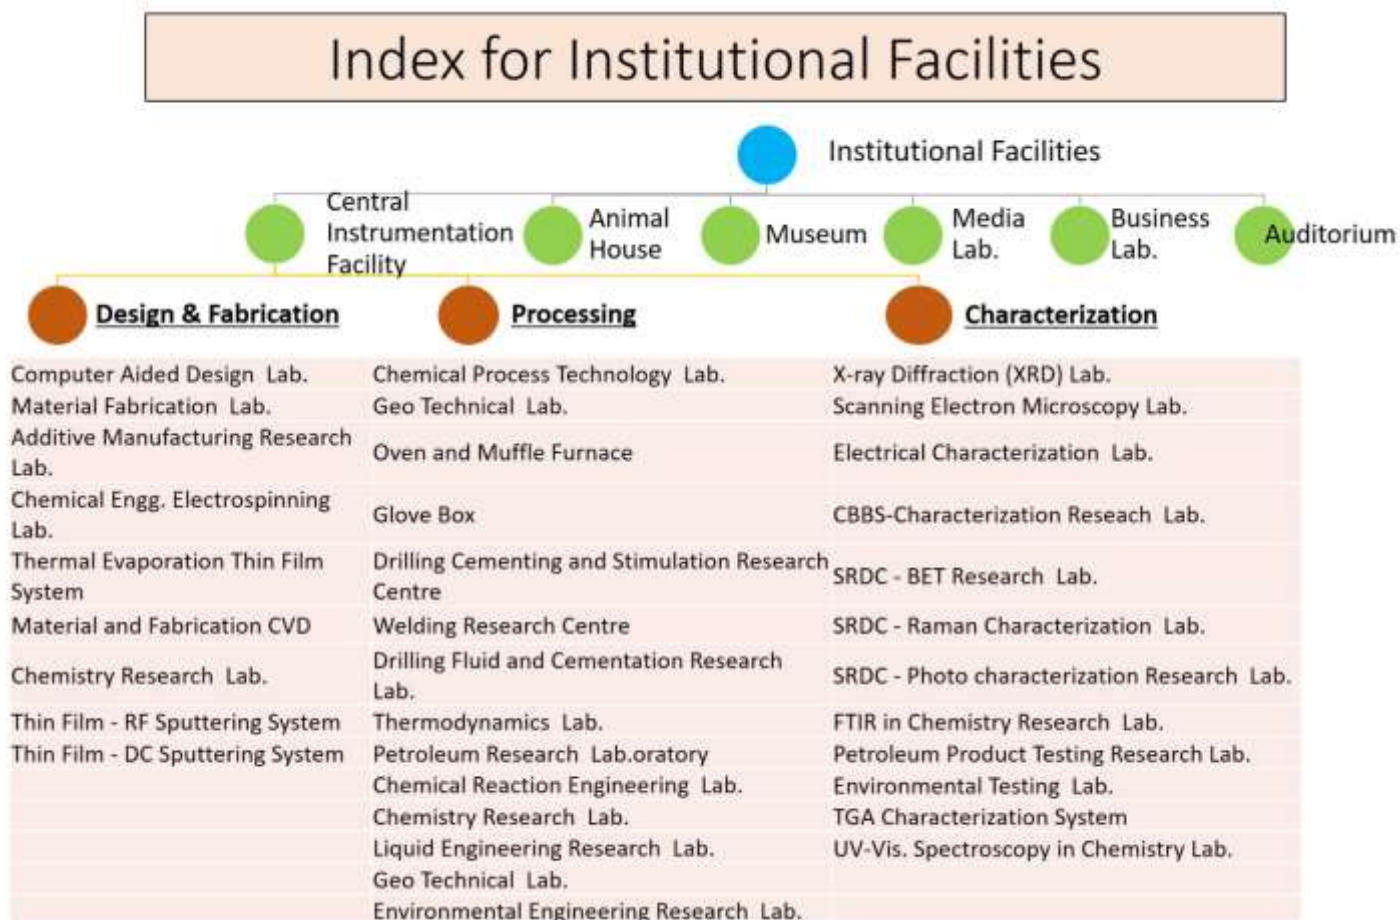 Index for Institutional Facilities
Institutional Facilities
Central
Instrumentation
Facility
Animal
House
Museum
Media
Lab.
Business
Lab.
Auditorium
Design & Fabrication
Processing
Characterization
Computer Aided Design Lab.
Chemical Process Technology Lab.
X-ray Diffraction (XRD) Lab.
Material Fabrication Lab.
Geo Technical Lab.
Scanning Electron Microscopy Lab.
Additive Manufacturing Research
Lab.
Oven and Muffle Furnace
Electrical Characterization Lab.
Chemical Engg. Electrospinning
Lab.
Glove Box
CBBS-Characterization Reseach Lab.
Thermal Evaporation Thin Film
System
Drilling Cementing and Stimulation Research
Centre
SRDC - BET Research Lab.
Material and Fabrication CVD
Welding Research Centre
SRDC - Raman Characterization Lab.
Chemistry Research Lab.
Drilling Fluid and Cementation Research
Lab.
SRDC - Photo characterization Research Lab.
Thin Film - RF Sputtering System
Thermodynamics Lab.
FTIR in Chemistry Research Lab.
Thin Film - DC Sputtering System
Petroleum Research Lab.oratory
Petroleum Product Testing Research Lab.
Chemical Reaction Engineering Lab.
Environmental Testing Lab.
Chemistry Research Lab.
TGA Characterization System
Liquid Engineering Research Lab.
UV-Vis. Spectroscopy in Chemistry Lab.
Geo Technical Lab.
Environmental Engineering Research Lab.